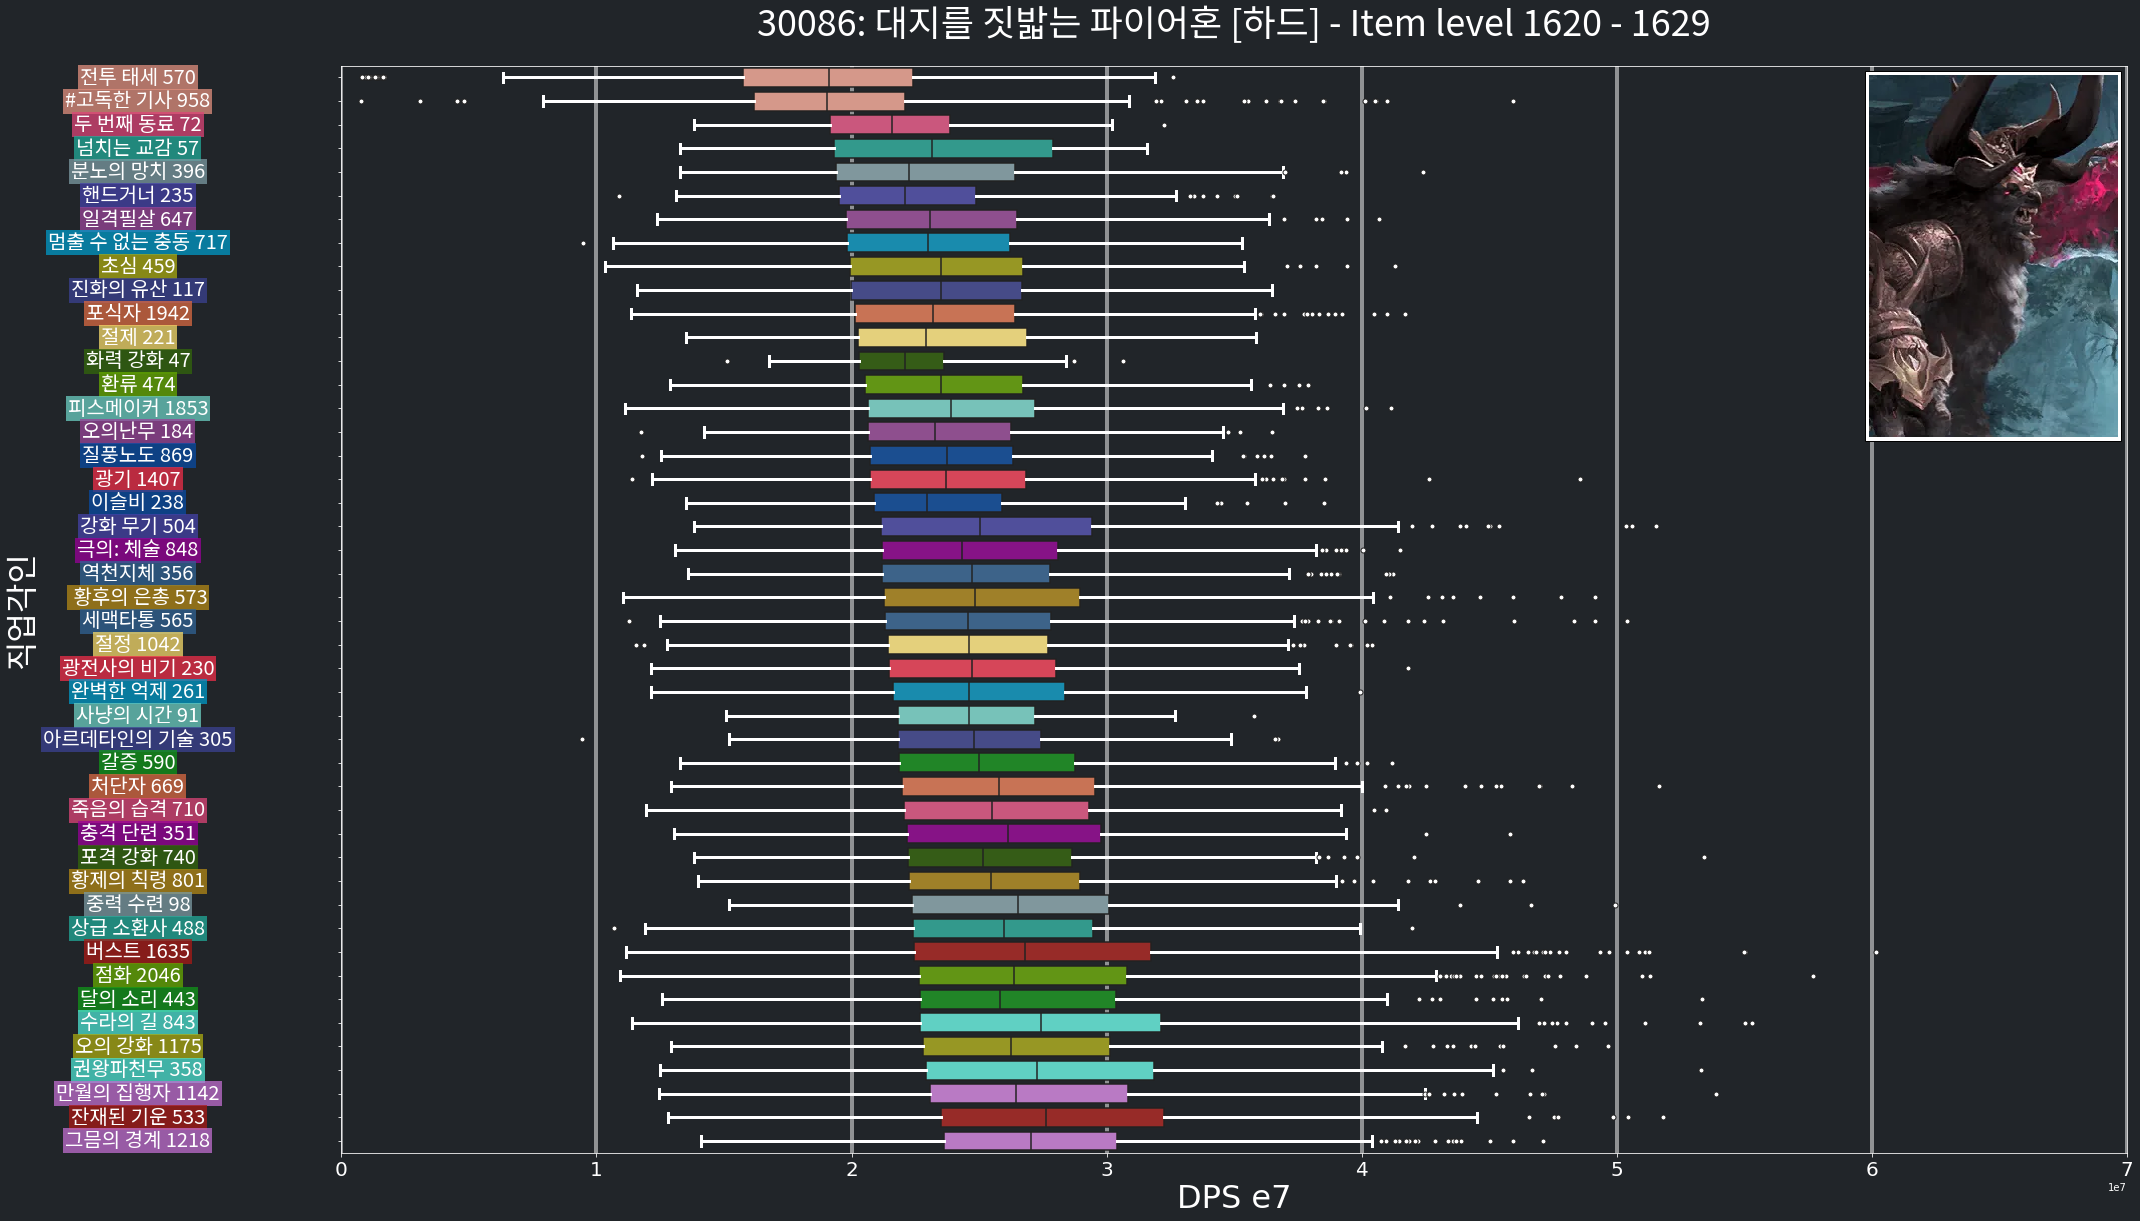 30086: 대지를 짓밟는 파이어혼 [하드] - Item level 1620 - 1629
전투 태세 570
#고독한 기사 958
두 번째 동료 72
넘치는 교감 57
분노의 망치 396
핸드거너 235
일격필살 647
멈출 수 없는 충동 717
초심 459
진화의 유산 117
포식자 1942
절제 221
화력 강화 47
환류 474
피스메이커 1853
오의난무 184
질풍노도 869
광기 1407
이슬비 238
강화 무기 504
극의: 체술 848
역천지체 356
황후의 은총 573
세맥타통 565
절정 1042
광전사의 비기 230
완벽한 억제 261
사냥의 시간 91
아르데타인의 기술 305
갈증 590
처단자 669
죽음의 습격 710
충격 단련 351
포격 강화 740
황제의 칙령 801
중력 수련 98
상급 소환사 488
버스트 1635
점화 2046
달의 소리 443
수라의 길 843
오의 강화 1175
권왕파천무 358
만월의 집행자 1142
잔재된 기운 533
그믐의 경계 1218
직업각인
0 1 2 3 4 5 6 7
1e7
DPS e7